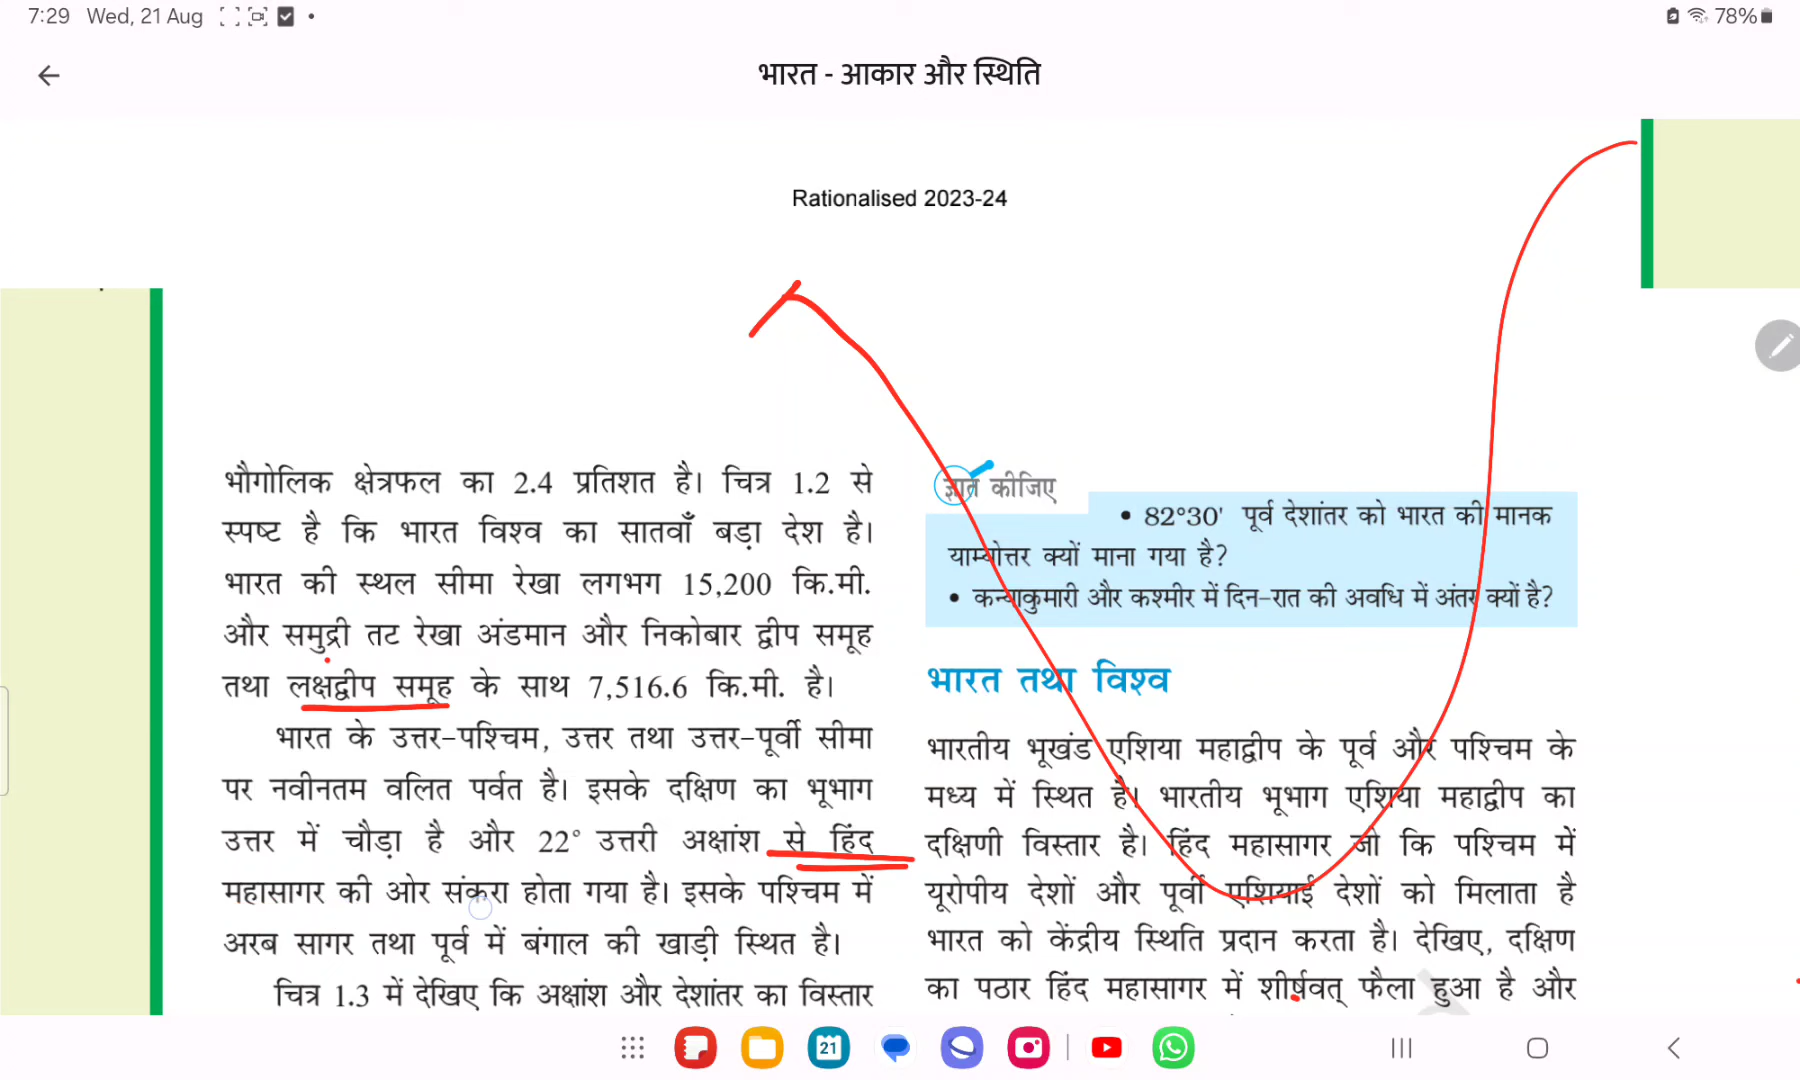 7:29 Wed, 21 Aug
78%
भारत - आकार और स्थिति
Rationalised 2023-24
भौगोलिक क्षेत्रफल का 2.4 प्रतिशत है। चित्र 1.2 से
स्पष्ट है कि भारत विश्व का सातवाँ बड़ा देश है।
भारत की स्थल सीमा रेखा लगभग 15,200 कि.मी.
और समुद्री तट रेखा अंडमान और निकोबार द्वीप समूह
तथा लक्षद्वीप समूह के साथ 7,516.6 कि.मी. है।
भारत के उत्तर-पश्चिम, उत्तर तथा उत्तर-पूर्वी सीमा
पर नवीनतम वलित पर्वत है। इसके दक्षिण का भूभाग
उत्तर में चौड़ा है और 22° उत्तरी अक्षांश से हिंद
महासागर की ओर संकरा होता गया है। इसके पश्चिम में
अरब सागर तथा पूर्व में बंगाल की खाड़ी स्थित है।
चित्र 1.3 में देखिए कि अक्षांश और देशांतर का विस्तार
ज्ञात कीजिए
• 82°30' पूर्व देशांतर को भारत की मानक
याम्योत्तर क्यों माना गया है?
• कन्याकुमारी और कश्मीर में दिन-रात की अवधि में अंतर क्यों है?
भारत तथा विश्व
भारतीय भूखंड एशिया महाद्वीप के पूर्व और पश्चिम के
मध्य में स्थित है। भारतीय भूभाग एशिया महाद्वीप का
दक्षिणी विस्तार है। हिंद महासागर जो कि पश्चिम में
यूरोपीय देशों और पूर्वी एशियाई देशों को मिलाता है
भारत को केंद्रीय स्थिति प्रदान करता है। देखिए, दक्षिण
का पठार हिंद महासागर में शीर्षवत् फैला हुआ है और
21